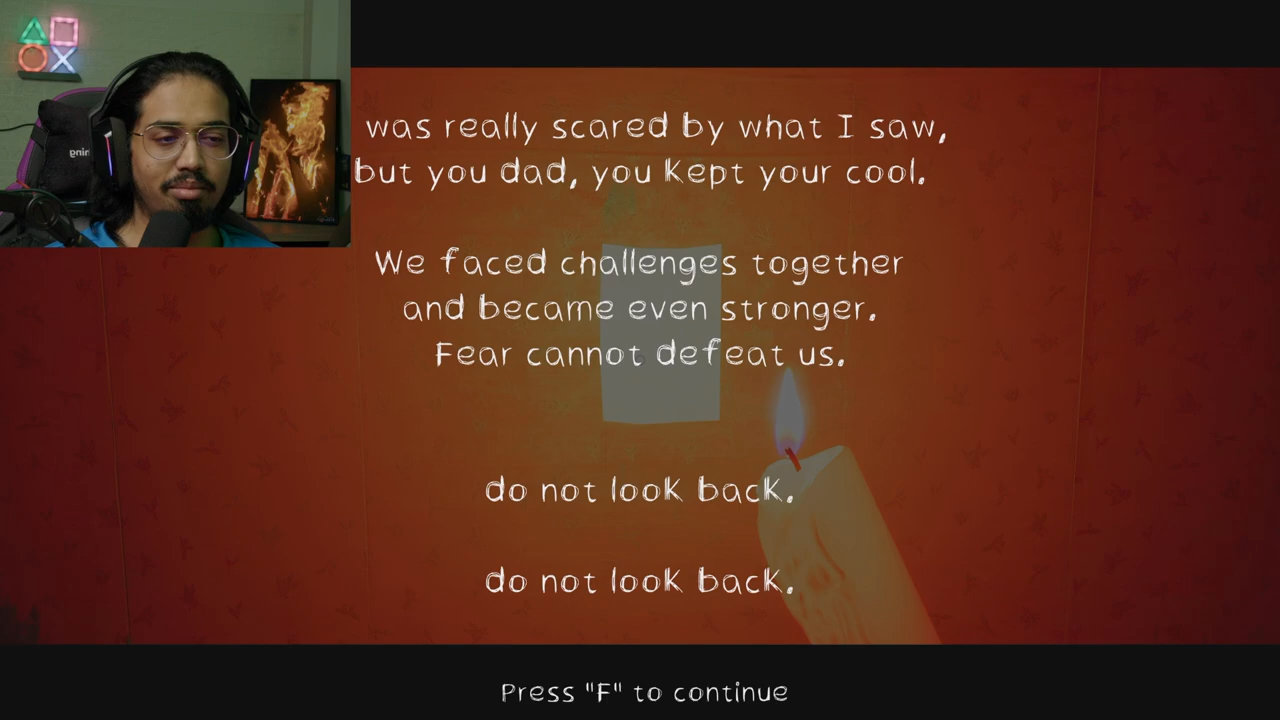 was really scared by what I saw,
but you dad, you kept your cool.
We faced challenges together
and became even stronger.
Fear cannot defeat us.
do not look back.
do not look back.
Press "F" to continue